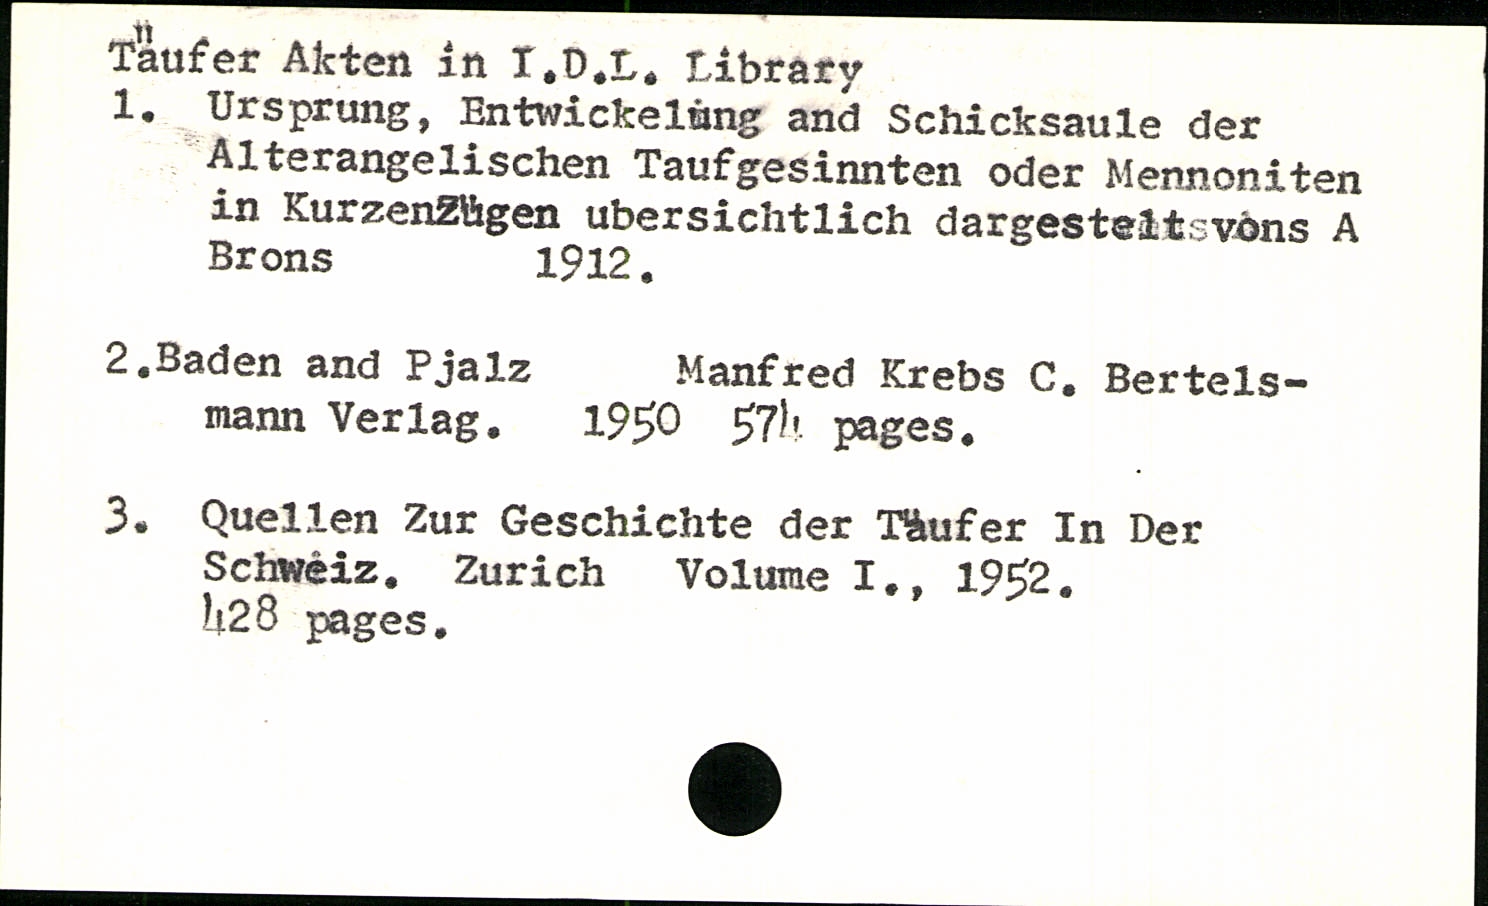 Täufer Akten in I.D.L. Library
1. Ursprung, Entwickelung and Schicksaule der
Alterangelischen Taufgesinnten oder Mennoniten
in KurzenZügen ubersichtlich dargesteltsvons A
Brons 1912.
2.Baden and Pjalz Manfred Krebs C. Bertels-
mann Verlag. 1950 574 pages.
3. Quellen Zur Geschichte der Täufer In Der
Schweiz. Zurich Volume I., 1952.
428 pages.